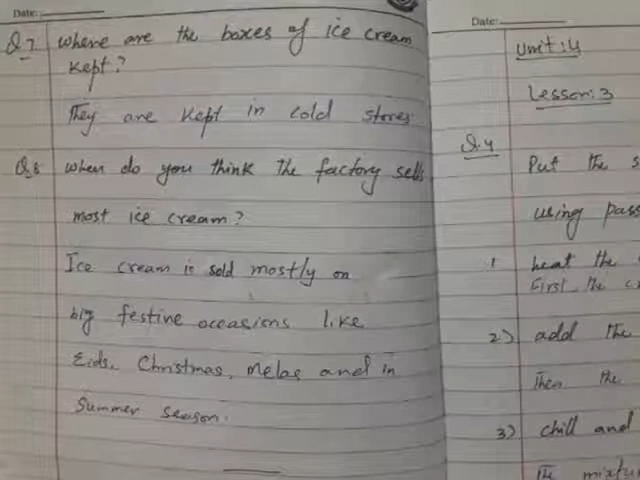 Date:
Q 7 where are the boxes of ice cream
kept?
They are kept in cold stores
Q 8 when do you think the factory sells
most ice cream?
Ice cream is sold mostly on
big festive occasions like
Eids, Christmas, Melas and in
Summer season.
Date:
Unit: 4
Lesson: 3
Q.4
Put the s
using pass
1 heat the
First the c
2) add the
Then the
3) chill and
The mixtu